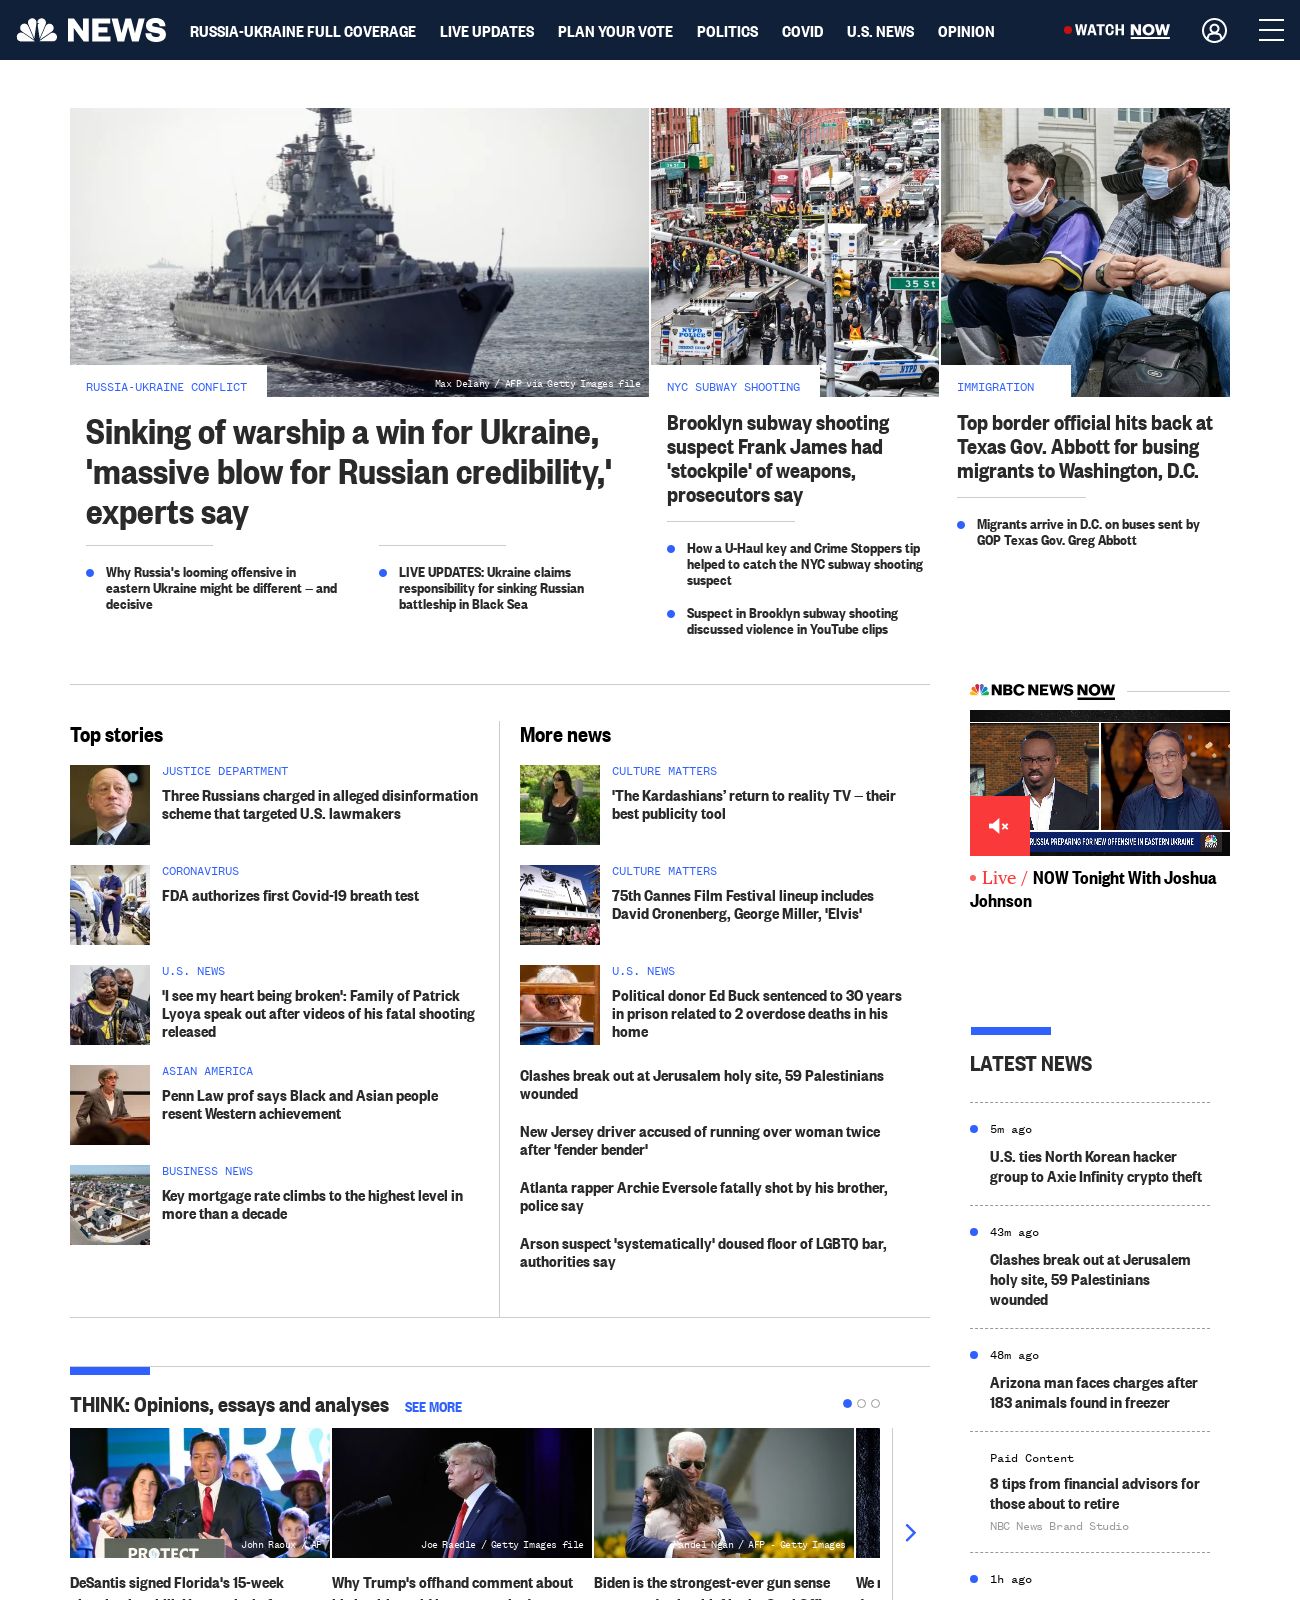 NEWS
RUSSIA-UKRAINE FULL COVERAGE
LIVE UPDATES
PLAN YOUR VOTE
POLITICS
COVID
U.S. NEWS
OPINION
WATCH NOW
35 St
NYPD
POLICE
NYPD
Max Delany / AFP via Getty Images file
RUSSIA-UKRAINE CONFLICT
Sinking of warship a win for Ukraine,
'massive blow for Russian credibility,'
experts say
Why Russia's looming offensive in
eastern Ukraine might be different — and
decisive
LIVE UPDATES: Ukraine claims
responsibility for sinking Russian
battleship in Black Sea
NYC SUBWAY SHOOTING
Brooklyn subway shooting
suspect Frank James had
'stockpile' of weapons,
prosecutors say
How a U-Haul key and Crime Stoppers tip
helped to catch the NYC subway shooting
suspect
Suspect in Brooklyn subway shooting
discussed violence in YouTube clips
IMMIGRATION
Top border official hits back at
Texas Gov. Abbott for busing
migrants to Washington, D.C.
Migrants arrive in D.C. on buses sent by
GOP Texas Gov. Greg Abbott
Top stories
JUSTICE DEPARTMENT
Three Russians charged in alleged disinformation
scheme that targeted U.S. lawmakers
CORONAVIRUS
FDA authorizes first Covid-19 breath test
U.S. NEWS
'I see my heart being broken': Family of Patrick
Lyoya speak out after videos of his fatal shooting
released
ASIAN AMERICA
Penn Law prof says Black and Asian people
resent Western achievement
BUSINESS NEWS
Key mortgage rate climbs to the highest level in
more than a decade
More news
CULTURE MATTERS
'The Kardashians’ return to reality TV — their
best publicity tool
CULTURE MATTERS
75th Cannes Film Festival lineup includes
David Cronenberg, George Miller, 'Elvis'
U.S. NEWS
Political donor Ed Buck sentenced to 30 years
in prison related to 2 overdose deaths in his
home
Clashes break out at Jerusalem holy site, 59 Palestinians
wounded
New Jersey driver accused of running over woman twice
after 'fender bender'
Atlanta rapper Archie Eversole fatally shot by his brother,
police say
Arson suspect 'systematically' doused floor of LGBTQ bar,
authorities say
NBC NEWS NOW
RUSSIA PREPARING FOR NEW OFFENSIVE IN EASTERN UKRAINE
Live / NOW Tonight With Joshua
Johnson
LATEST NEWS
5m ago
U.S. ties North Korean hacker
group to Axie Infinity crypto theft
43m ago
Clashes break out at Jerusalem
holy site, 59 Palestinians
wounded
48m ago
Arizona man faces charges after
183 animals found in freezer
Paid Content
8 tips from financial advisors for
those about to retire
NBC News Brand Studio
1h ago
THINK: Opinions, essays and analyses
SEE MORE
PROTECT
John Raoux / AP
Joe Raedle / Getty Images file
Mandel Ngan / AFP - Getty Images
DeSantis signed Florida's 15-week
Why Trump's offhand comment about
Biden is the strongest-ever gun sense
We